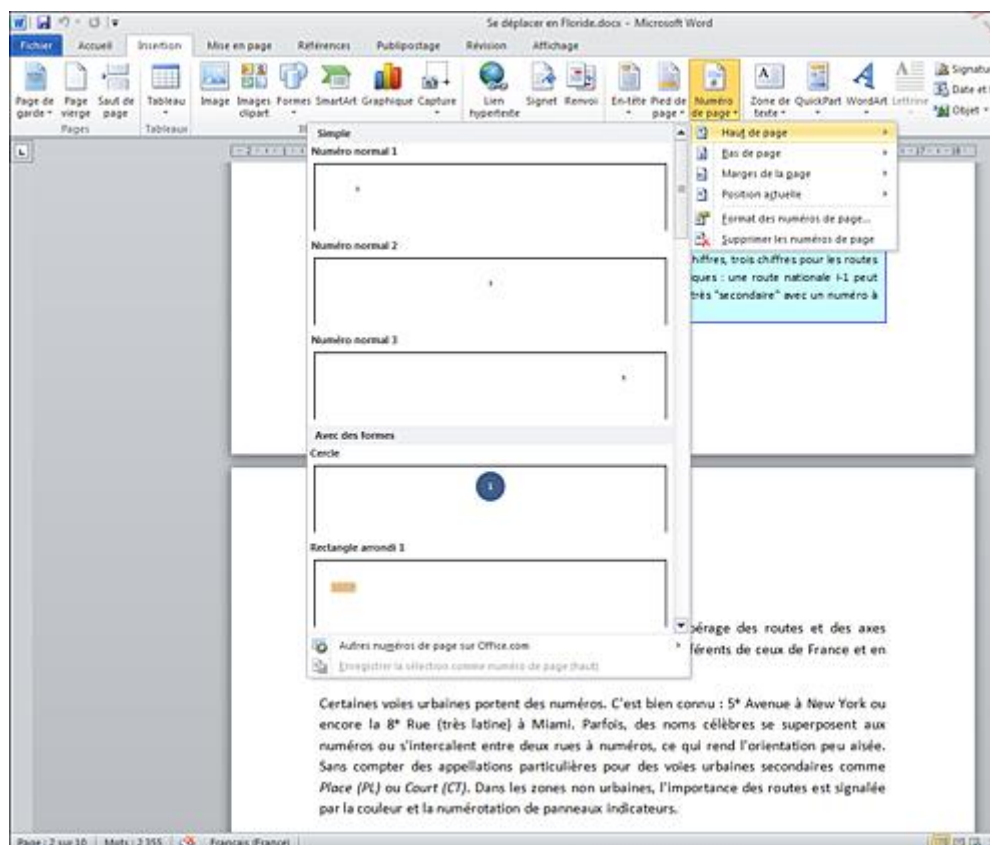 Se déplacer en Floride.docx - Microsoft Word
Fichier Accueil Insertion Mise en page Références Publipostage Révision Affichage
Page de garde Page vierge Saut de page Tableau Image Images clipart Formes SmartArt Graphique Capture Lien hypertexte Signet Renvoi En-tête Pied de page Numéro de page Zone de texte QuickPart WordArt Lettrine Signatu
Date et
Objet
Pages Tableaux
Simple
Numéro normal 1
Numéro normal 2
Numéro normal 3
Avec des formes
Cercle
1
Rectangle arrondi 1
Autres numéros de page sur Office.com
Enregistrer la sélection comme numéro de page (haut)
Haut de page
Bas de page
Marges de la page
Position actuelle
Format des numéros de page...
Supprimer les numéros de page
hiffres, trois chiffres pour les routes
ques : une route nationale I-1 peut
très "secondaire" avec un numéro à
pérage des routes et des axes
férents de ceux de France et en
Certaines voies urbaines portent des numéros. C'est bien connu : 5ᵉ Avenue à New York ou
encore la 8ᵉ Rue (très latine) à Miami. Parfois, des noms célèbres se superposent aux
numéros ou s'intercalent entre deux rues à numéros, ce qui rend l'orientation peu aisée.
Sans compter des appellations particulières pour des voies urbaines secondaires comme
Place (PL) ou Court (CT). Dans les zones non urbaines, l'importance des routes est signalée
par la couleur et la numérotation de panneaux indicateurs.
Page : 2 sur 10 Mots : 2 355 Français (France)